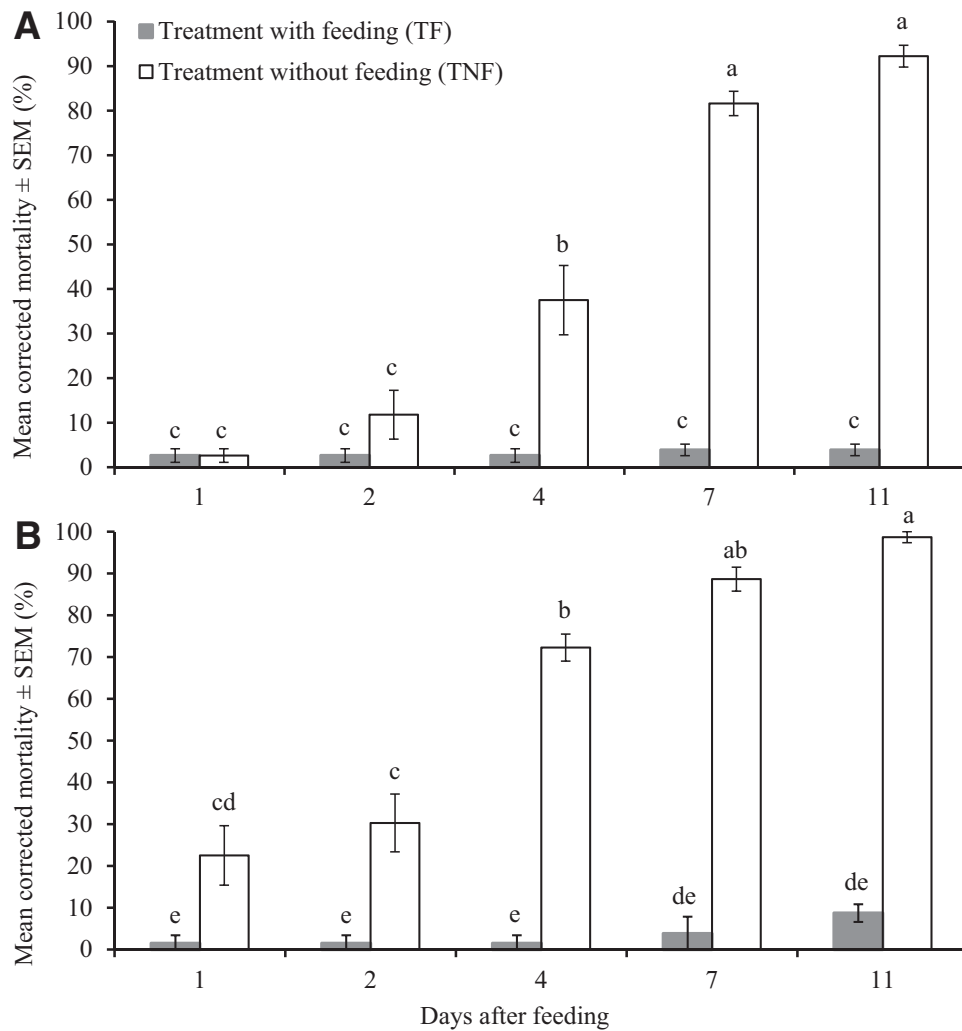 A
Treatment with feeding (TF)
Treatment without feeding (TNF)
Mean corrected mortality ± SEM (%)
100
90
80
70
60
50
40
30
20
10
0
c c
c c
c b
c a
c a
1 2 4 7 11
B
Mean corrected mortality ± SEM (%)
100
90
80
70
60
50
40
30
20
10
0
e cd
e c
e b
de ab
de a
1 2 4 7 11
Days after feeding